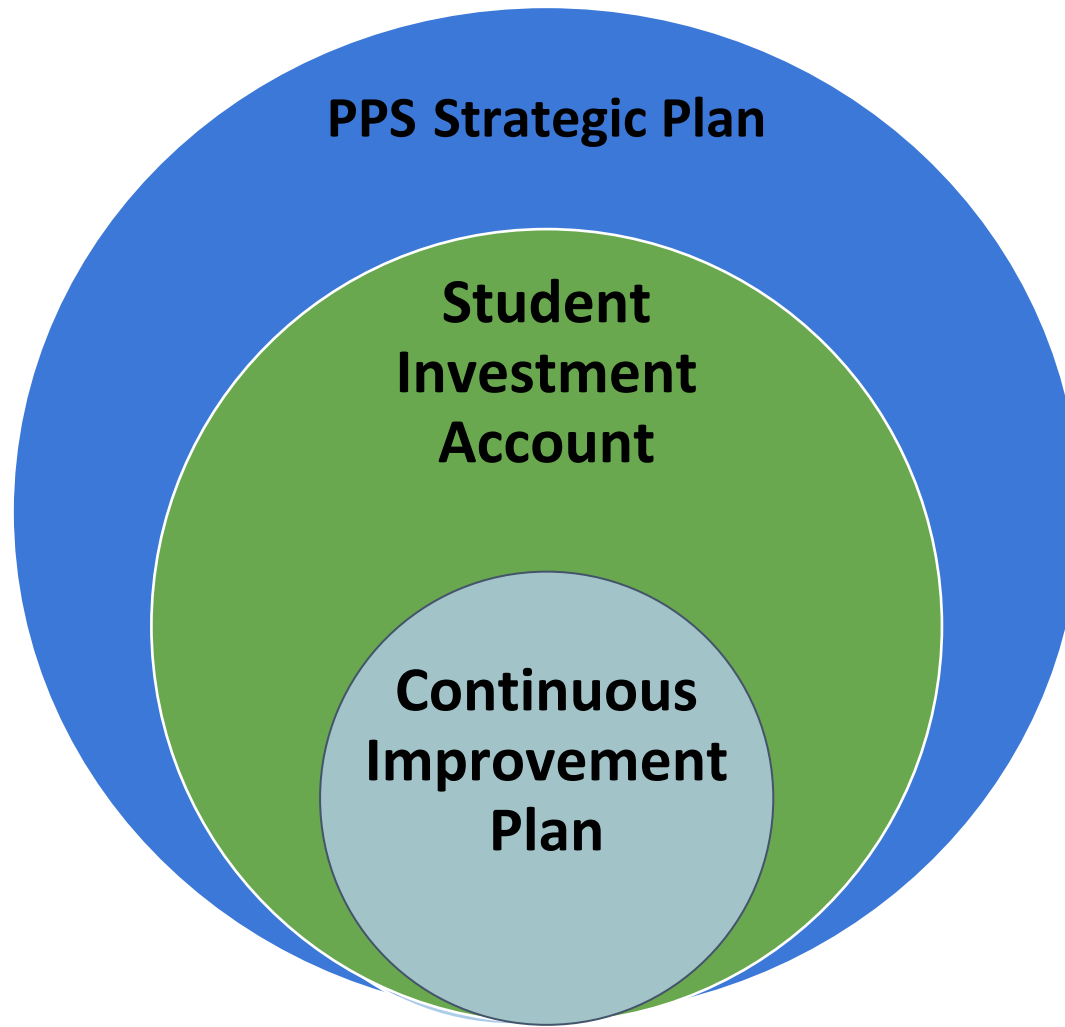 PPS Strategic Plan
Student
Investment
Account
Continuous
Improvement
Plan